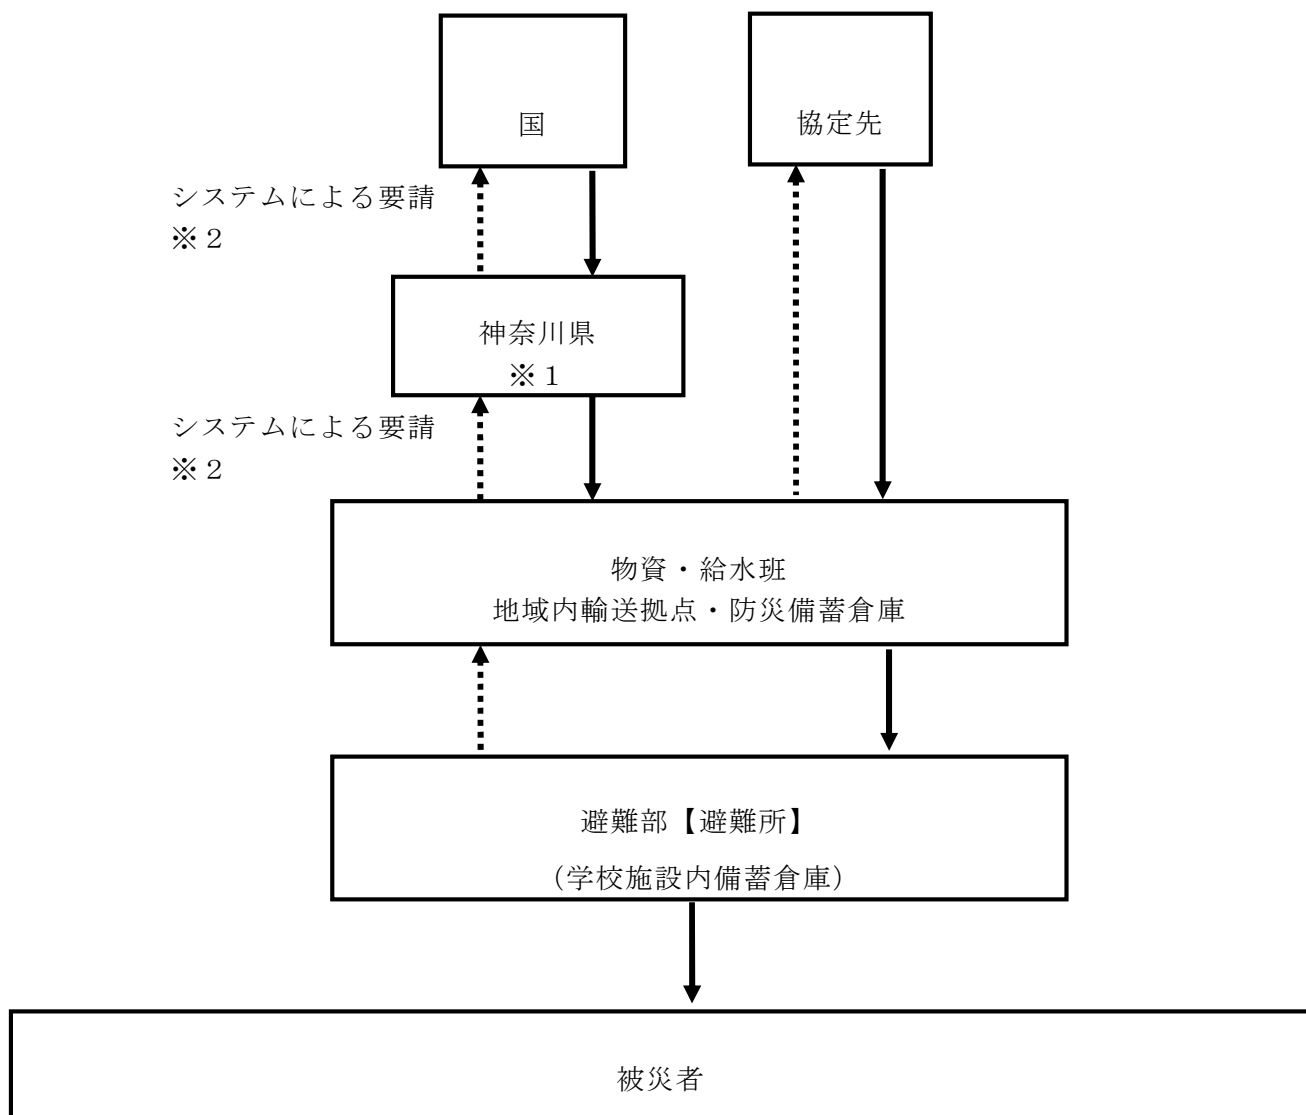 国
協定先
システムによる要請
※２
神奈川県
※１
システムによる要請
※２
物資・給水班
地域内輸送拠点・防災備蓄倉庫
避難部【避難所】
（学校施設内備蓄倉庫）
被災者